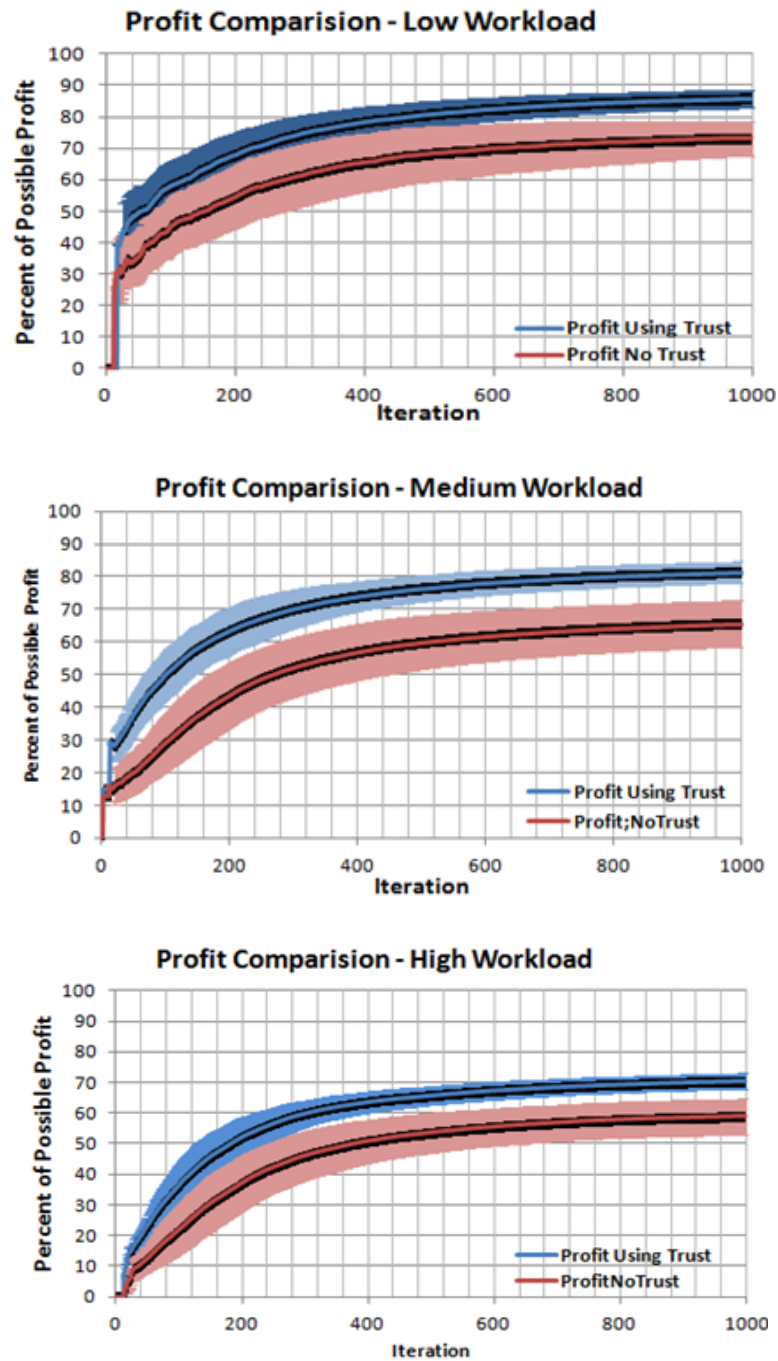 Profit Comparision - Low Workload
100
90
80
70
60
50
40
30
20
10
0
Percent of Possible Profit
Profit Using Trust
Profit No Trust
0 200 400 600 800 1000
Iteration
Profit Comparision - Medium Workload
100
90
80
70
60
50
40
30
20
10
0
Percent of Possible Profit
Profit Using Trust
Profit;NoTrust
0 200 400 600 800 1000
Iteration
Profit Comparision - High Workload
100
90
80
70
60
50
40
30
20
10
0
Percent of Possible Profit
Profit Using Trust
ProfitNoTrust
0 200 400 600 800 1000
Iteration